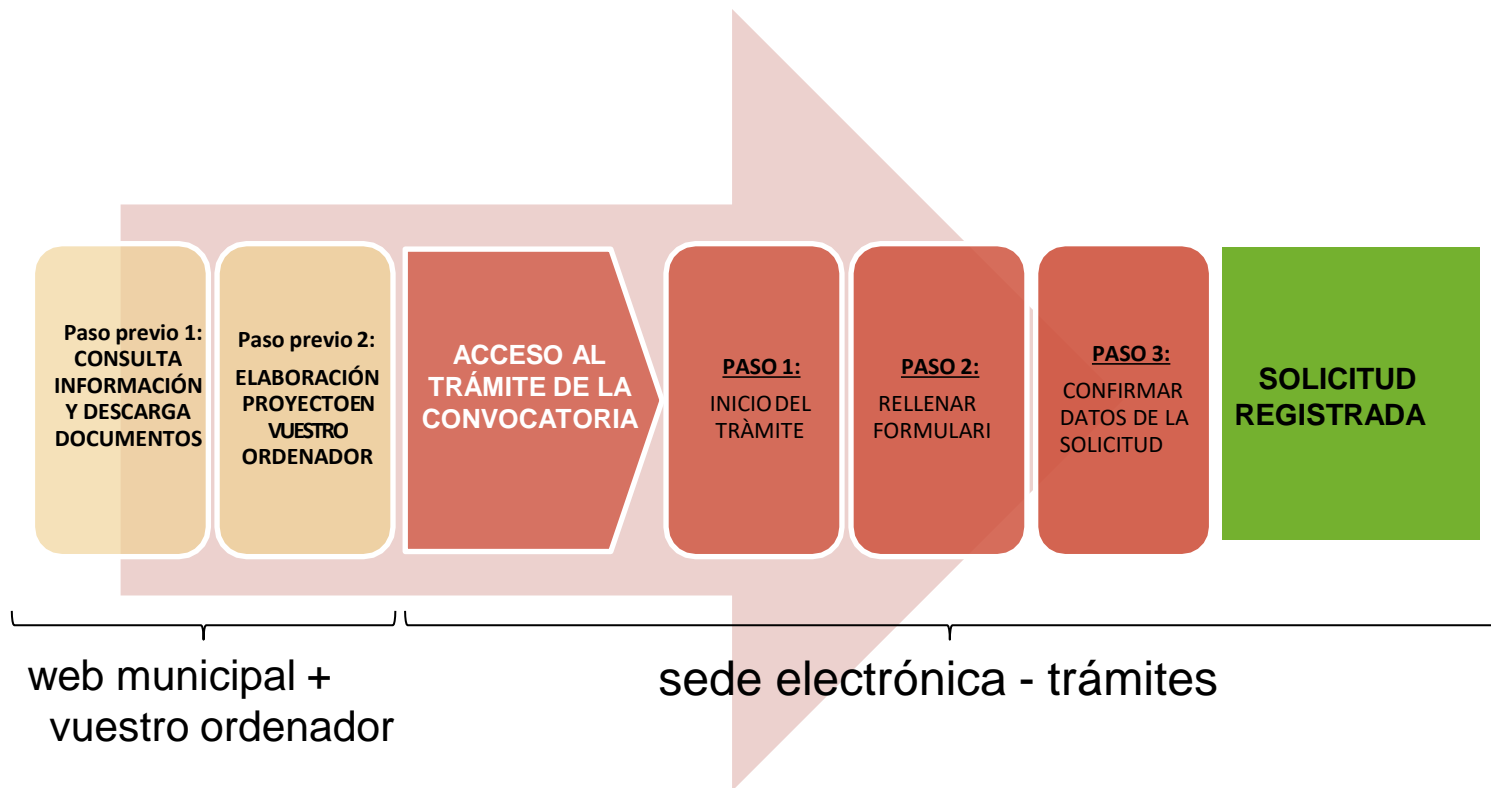 Paso previo 1:
CONSULTA
INFORMACIÓN
Y DESCARGA
DOCUMENTOS
Paso previo 2:
ELABORACIÓN
PROYECTOEN
VUESTRO
ORDENADOR
ACCESO AL
TRÁMITE DE LA
CONVOCATORIA
PASO 1:
INICIO DEL
TRÀMITE
PASO 2:
RELLENAR
FORMULARI
PASO 3:
CONFIRMAR
DATOS DE LA
SOLICITUD
SOLICITUD
REGISTRADA
web municipal +
vuestro ordenador
sede electrónica - trámites